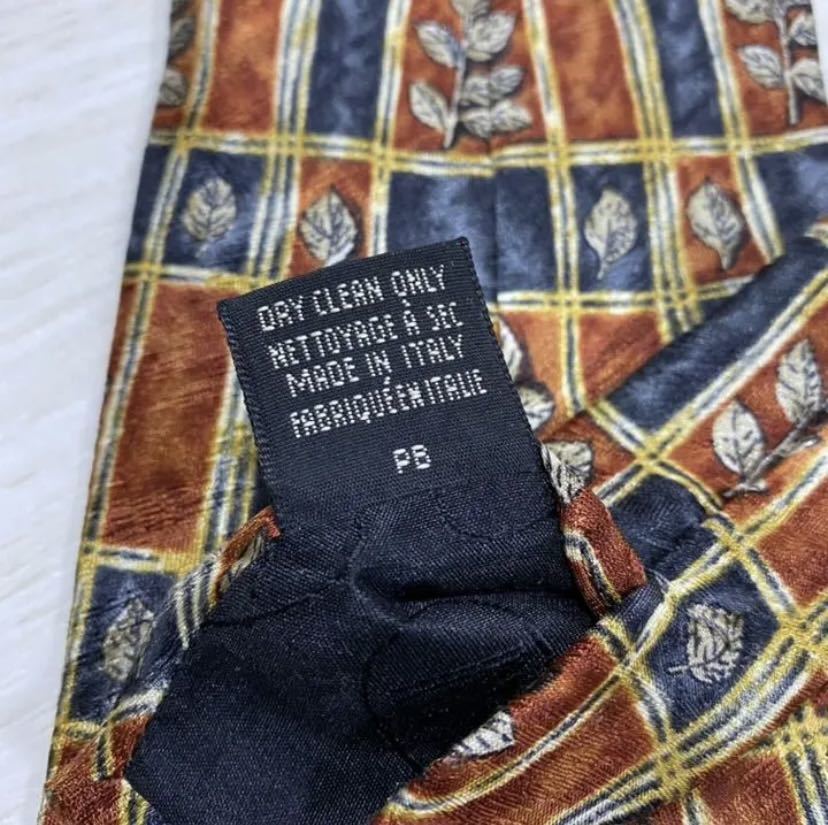 DRY CLEAN ONLY
NETTOYAGE À SEC
MADE IN ITALY
FABRIQUÉ EN ITALIE
PB